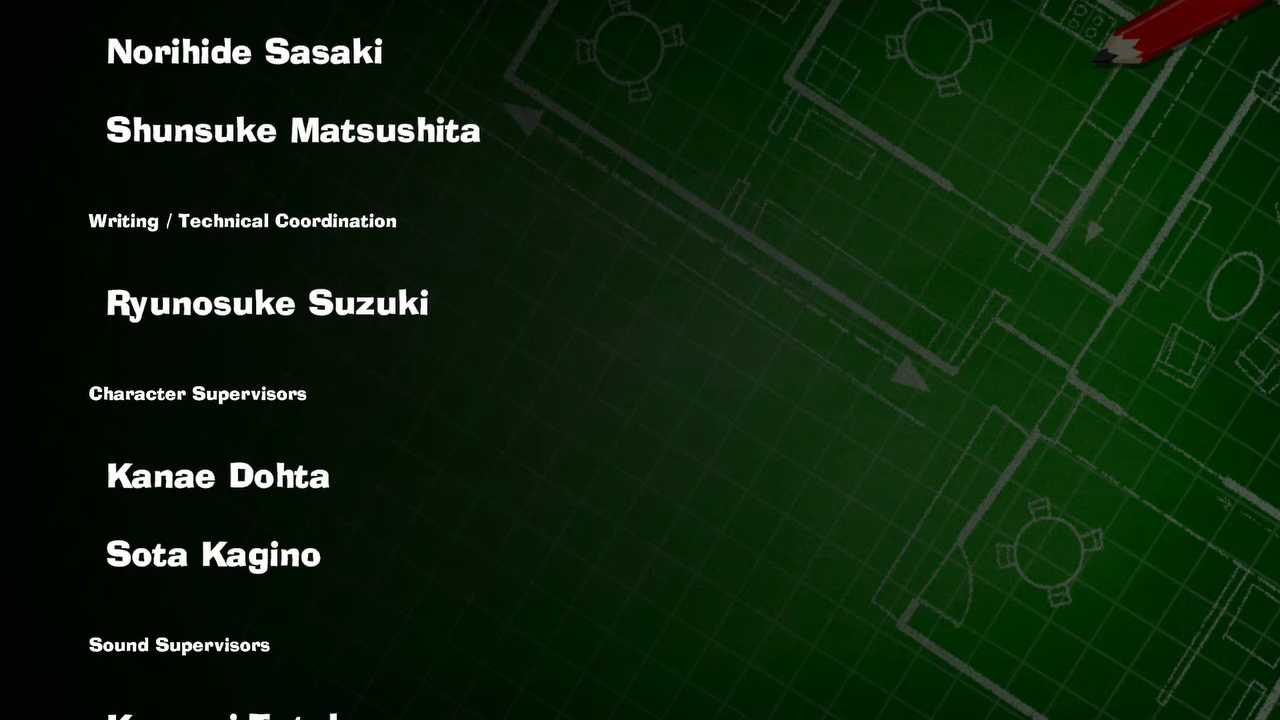 Norihide Sasaki
Shunsuke Matsushita
Writing / Technical Coordination
Ryunosuke Suzuki
Character Supervisors
Kanae Dohta
Sota Kagino
Sound Supervisors